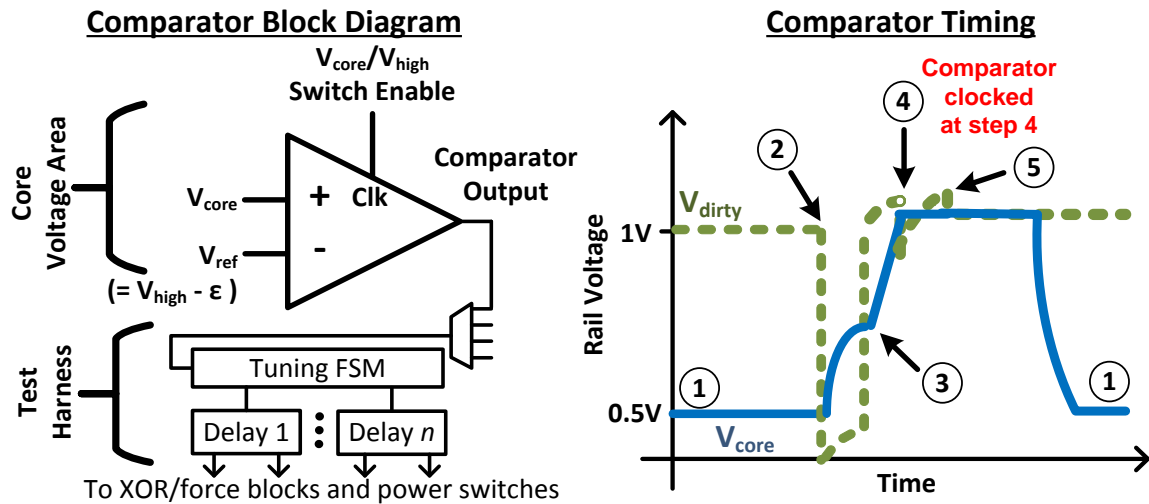 Comparator Block Diagram
Vcore/Vhigh
Switch Enable
Core
Voltage Area
Comparator
Output
Vcore
+
Clk
Vref
-
(= Vhigh - ε )
Test
Harness
Tuning FSM
Delay 1
Delay n
To XOR/force blocks and power switches
Comparator Timing
Comparator
clocked
at step 4
4
2
5
Vdirty
1V
Rail Voltage
3
1
1
0.5V
Vcore
Time